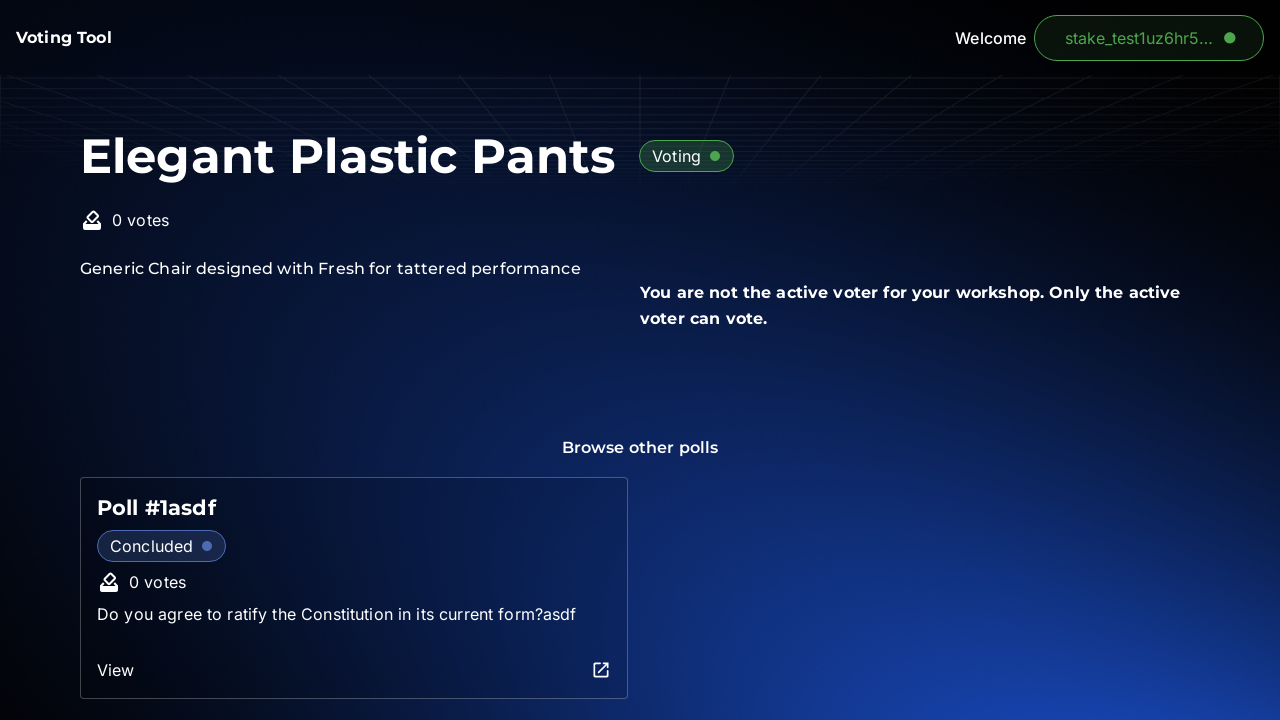 Voting Tool
Welcome
stake_test1uz6hr5...
Elegant Plastic Pants
Voting
0 votes
Generic Chair designed with Fresh for tattered performance
You are not the active voter for your workshop. Only the active
voter can vote.
Browse other polls
Poll #1asdf
Concluded
0 votes
Do you agree to ratify the Constitution in its current form?asdf
View